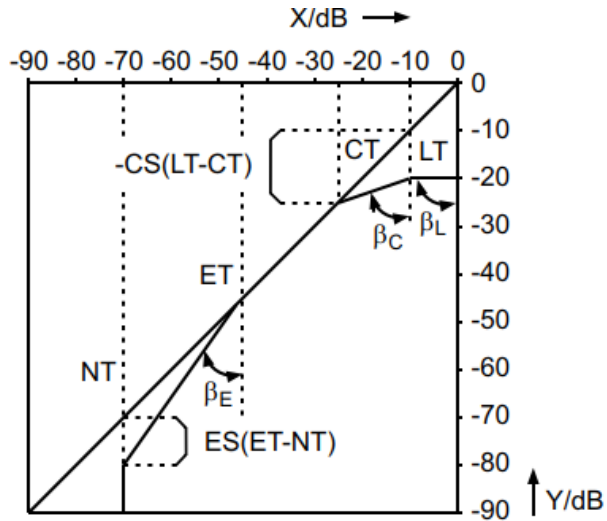 X/dB
-90 -80 -70 -50 -40 -30 -20 -10 0
0
-10
CT LT
-CS(LT-CT)
-20
-30
βC βL
-40
ET
-50
-60
NT
βE
-70
ES(ET-NT)
-80
-90 Y/dB